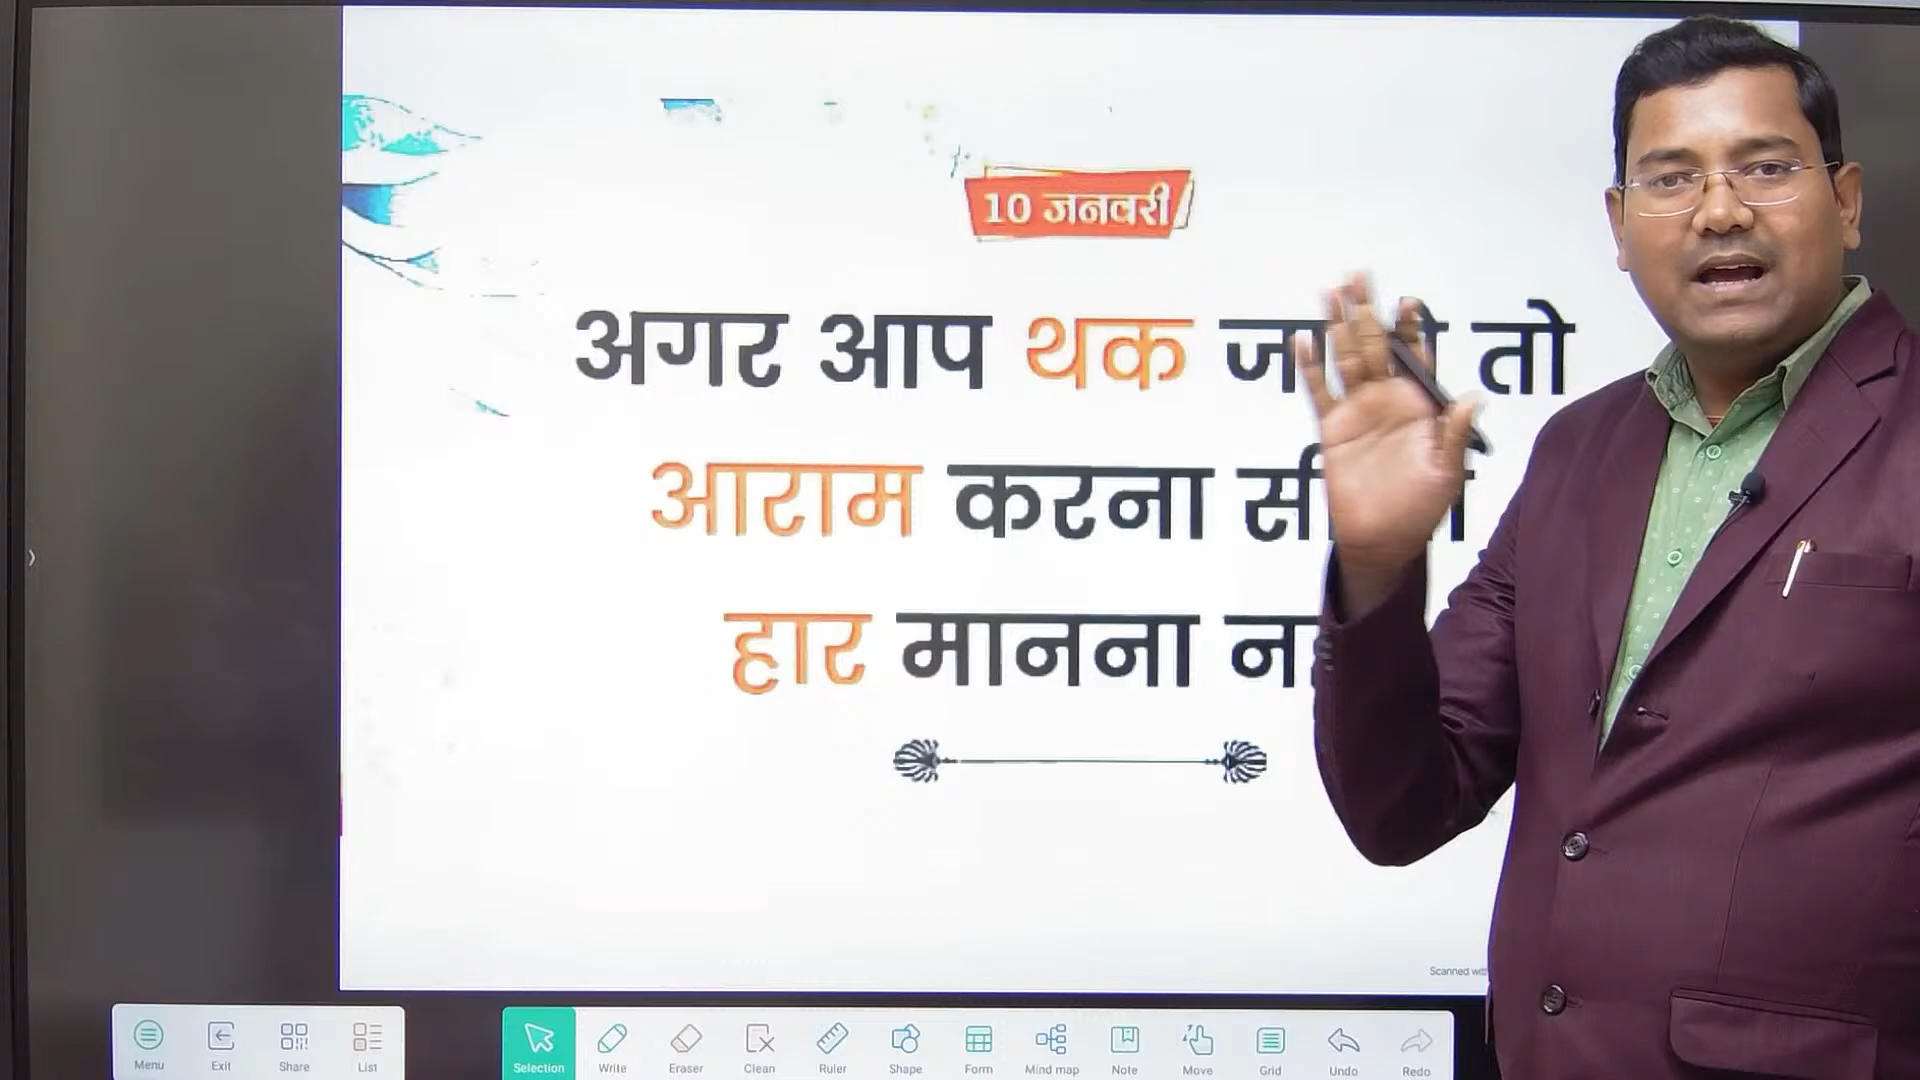 10 जनवरी
अगर आप थक तो
आराम करना
हार मानना
Scanned
Menu
Exit
Share
List
Selection
Write
Eraser
Clean
Ruler
Shape
Form
Mind map
Note
Move
Grid
Undo
Redo